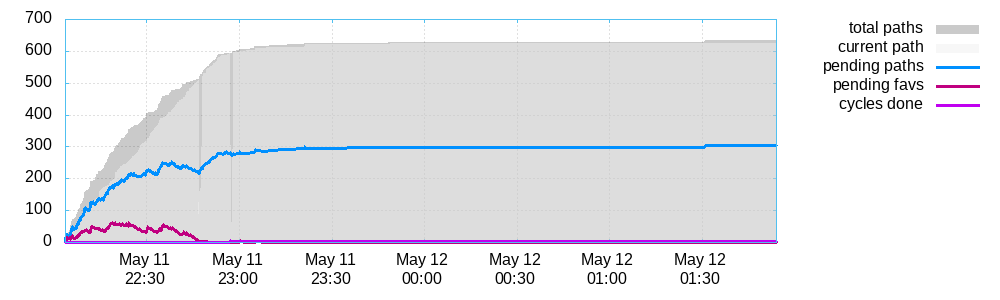 700
600
500
400
300
200
100
0
May 11 May 11 May 11 May 12 May 12 May 12 May 12
22:30 23:00 23:30 00:00 00:30 01:00 01:30
total paths
current path
pending paths
pending favs
cycles done